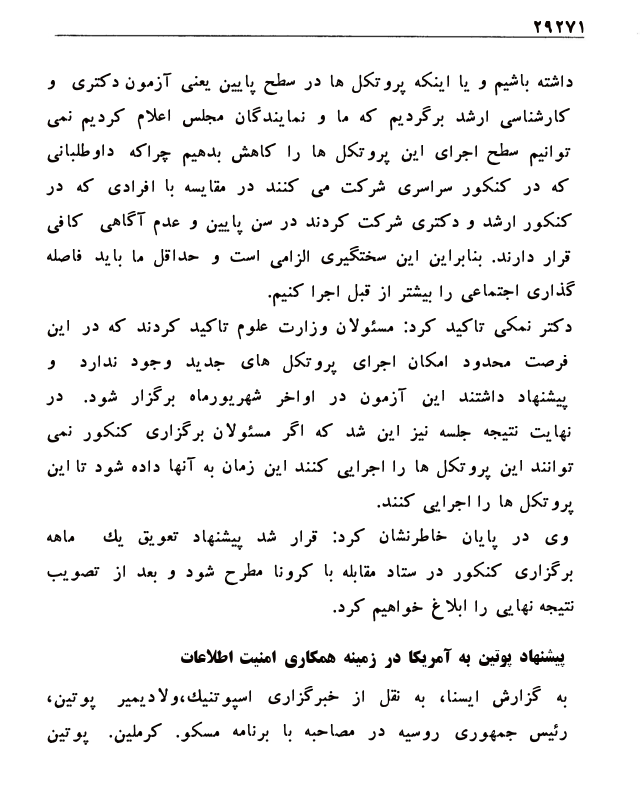 ۲۹۲۷۱
داشته باشیم و یا اینکه پروتکل ها در سطح پایین یعنی آزمون دکتری و
کارشناسی ارشد برگردیم که ما و نمایندگان مجلس اعلام کردیم نمی
توانیم سطح اجرای این پروتکل ها را کاهش بدهیم چراکه داوطلبانی
که در کنکور سراسری شرکت می کنند در مقایسه با افرادی که در
کنکور ارشد و دکتری شرکت کردند در سن پایین و عدم آگاهی کافی
قرار دارند. بنابراین این سختگیری الزامی است و حداقل ما باید فاصله
گذاری اجتماعی را بیشتر از قبل اجرا کنیم.
دکتر نمکی تاکید کرد: مسئولان وزارت علوم تاکید کردند که در این
فرصت محدود امکان اجرای پروتکل های جدید وجود ندارد و
پیشنهاد داشتند این آزمون در اواخر شهریورماه برگزار شود. در
نهایت نتیجه جلسه نیز این شد که اگر مسئولان برگزاری کنکور نمی
توانند این پروتکل ها را اجرایی کنند این زمان به آنها داده شود تا این
پروتکل ها را اجرایی کنند.
وی در پایان خاطرنشان کرد: قرار شد پیشنهاد تعویق یك ماهه
برگزاری کنکور در ستاد مقابله با کرونا مطرح شود و بعد از تصویب
نتیجه نهایی را ابلاغ خواهیم کرد.
پیشنهاد پوتین به آمریکا در زمینه همکاری امنیت اطلاعات
به گزارش ایسنا، به نقل از خبرگزاری اسپوتنیك،ولادیمیر پوتین،
رئیس جمهوری روسیه در مصاحبه با برنامه مسکو. کرملین. پوتین